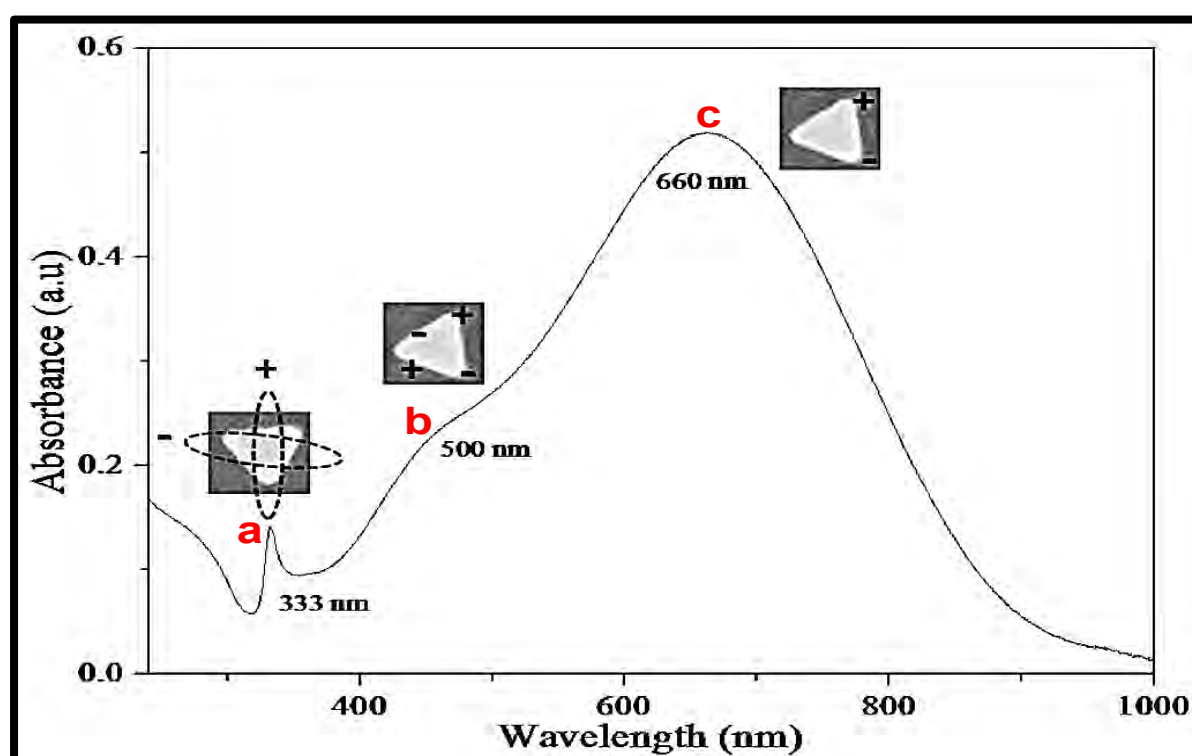 0.6
c
+
-
660 nm
Absorbance (a.u)
0.4
+
-
+
-
+
b
500 nm
-
0.2
a
333 nm
0.0
400
600
800
1000
Wavelength (nm)